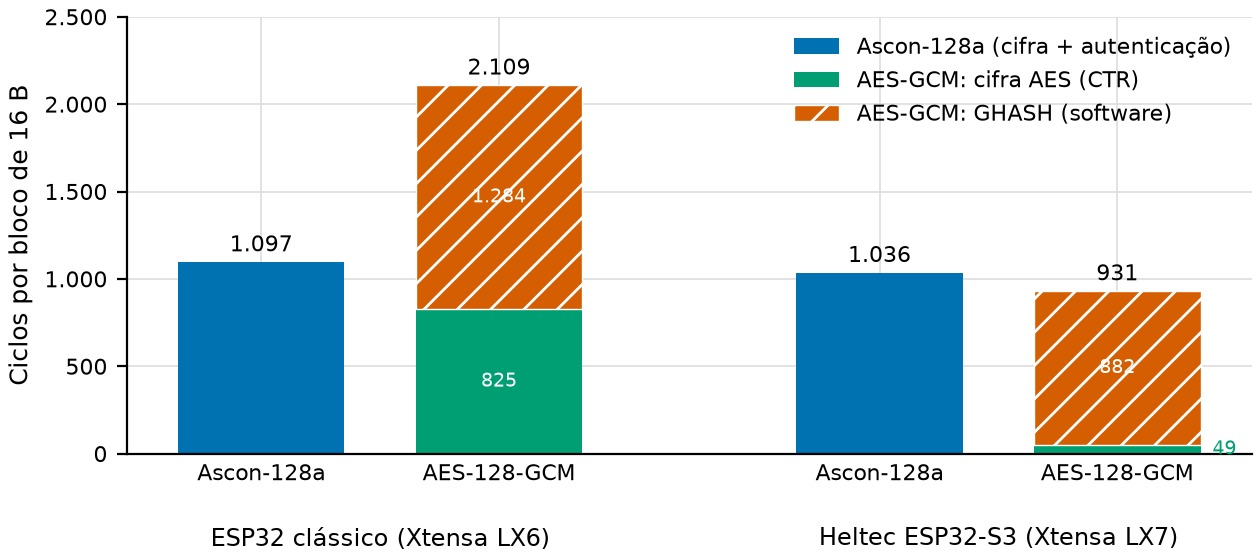 Ciclos por bloco de 16 B
2.500
2.000
1.500
1.000
500
0
Ascon-128a (cifra + autenticação)
AES-GCM: cifra AES (CTR)
AES-GCM: GHASH (software)
1.097
2.109
1.284
825
1.036
931
882
49
Ascon-128a
AES-128-GCM
Ascon-128a
AES-128-GCM
ESP32 clássico (Xtensa LX6)
Heltec ESP32-S3 (Xtensa LX7)